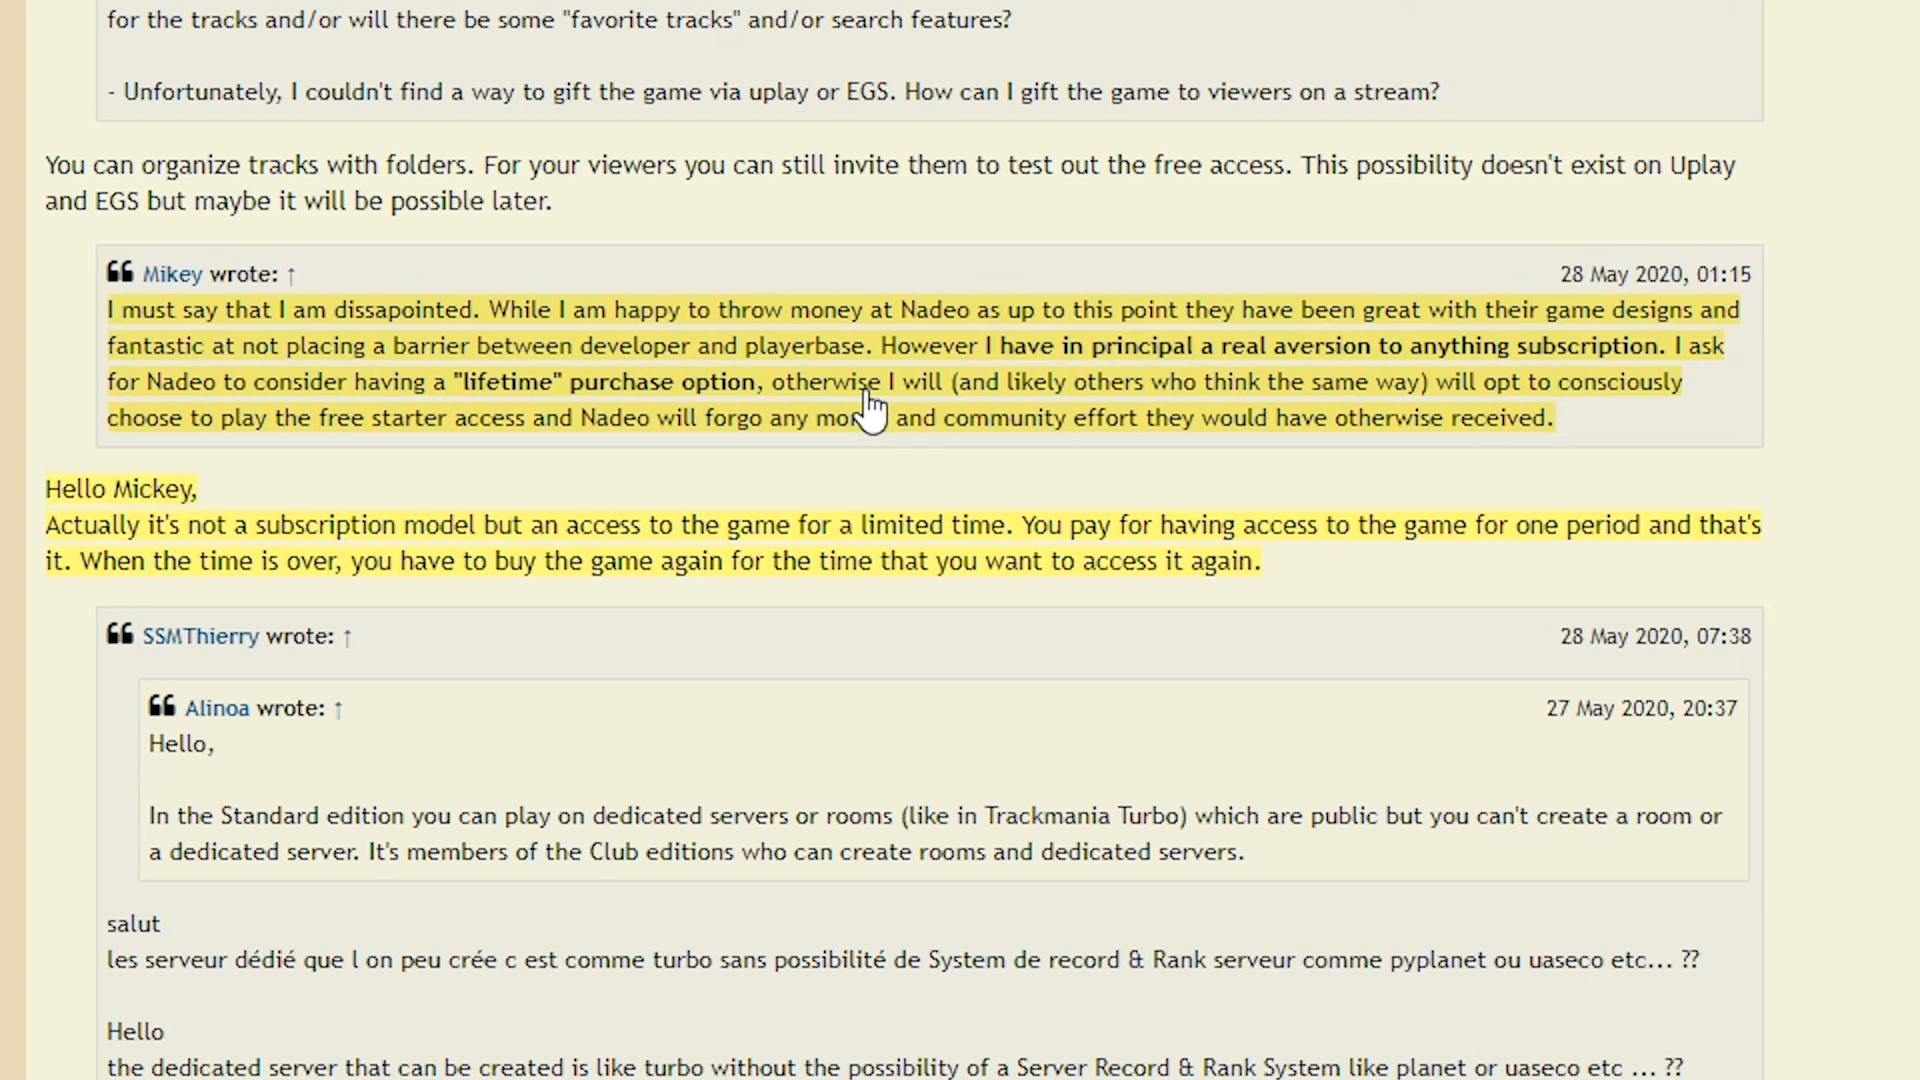 for the tracks and/or will there be some "favorite tracks" and/or search features?
- Unfortunately, I couldn't find a way to gift the game via uplay or EGS. How can I gift the game to viewers on a stream?
You can organize tracks with folders. For your viewers you can still invite them to test out the free access. This possibility doesn't exist on Uplay
and EGS but maybe it will be possible later.
Mikey wrote: ↑ 28 May 2020, 01:15
I must say that I am dissapointed. While I am happy to throw money at Nadeo as up to this point they have been great with their game designs and
fantastic at not placing a barrier between developer and playerbase. However I have in principal a real aversion to anything subscription. I ask
for Nadeo to consider having a "lifetime" purchase option, otherwise I will (and likely others who think the same way) will opt to consciously
choose to play the free starter access and Nadeo will forgo any and community effort they would have otherwise received.
Hello Mickey,
Actually it's not a subscription model but an access to the game for a limited time. You pay for having access to the game for one period and that's
it. When the time is over, you have to buy the game again for the time that you want to access it again.
SSMThierry wrote: ↑ 28 May 2020, 07:38
Alinoa wrote: ↑ 27 May 2020, 20:37
Hello,
In the Standard edition you can play on dedicated servers or rooms (like in Trackmania Turbo) which are public but you can't create a room or
a dedicated server. It's members of the Club editions who can create rooms and dedicated servers.
salut
les serveur dédié que l on peu crée c est comme turbo sans possibilité de System de record & Rank serveur comme pyplanet ou uaseco etc... ??
Hello
the dedicated server that can be created is like turbo without the possibility of a Server Record & Rank System like planet or uaseco etc ... ??